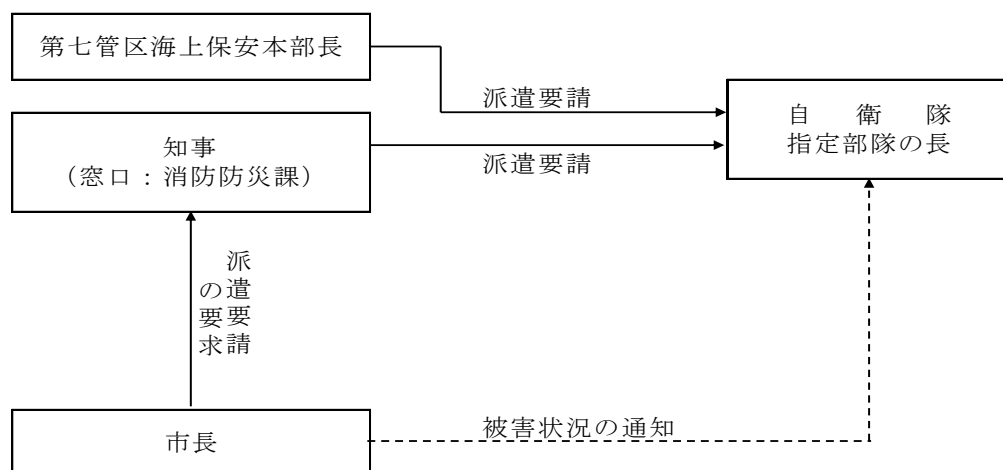 第七管区海上保安本部長
派遣要請
自衛隊
指定部隊の長
知事
（窓口：消防防災課）
派遣要請
派遣要請
の要求
市長
被害状況の通知